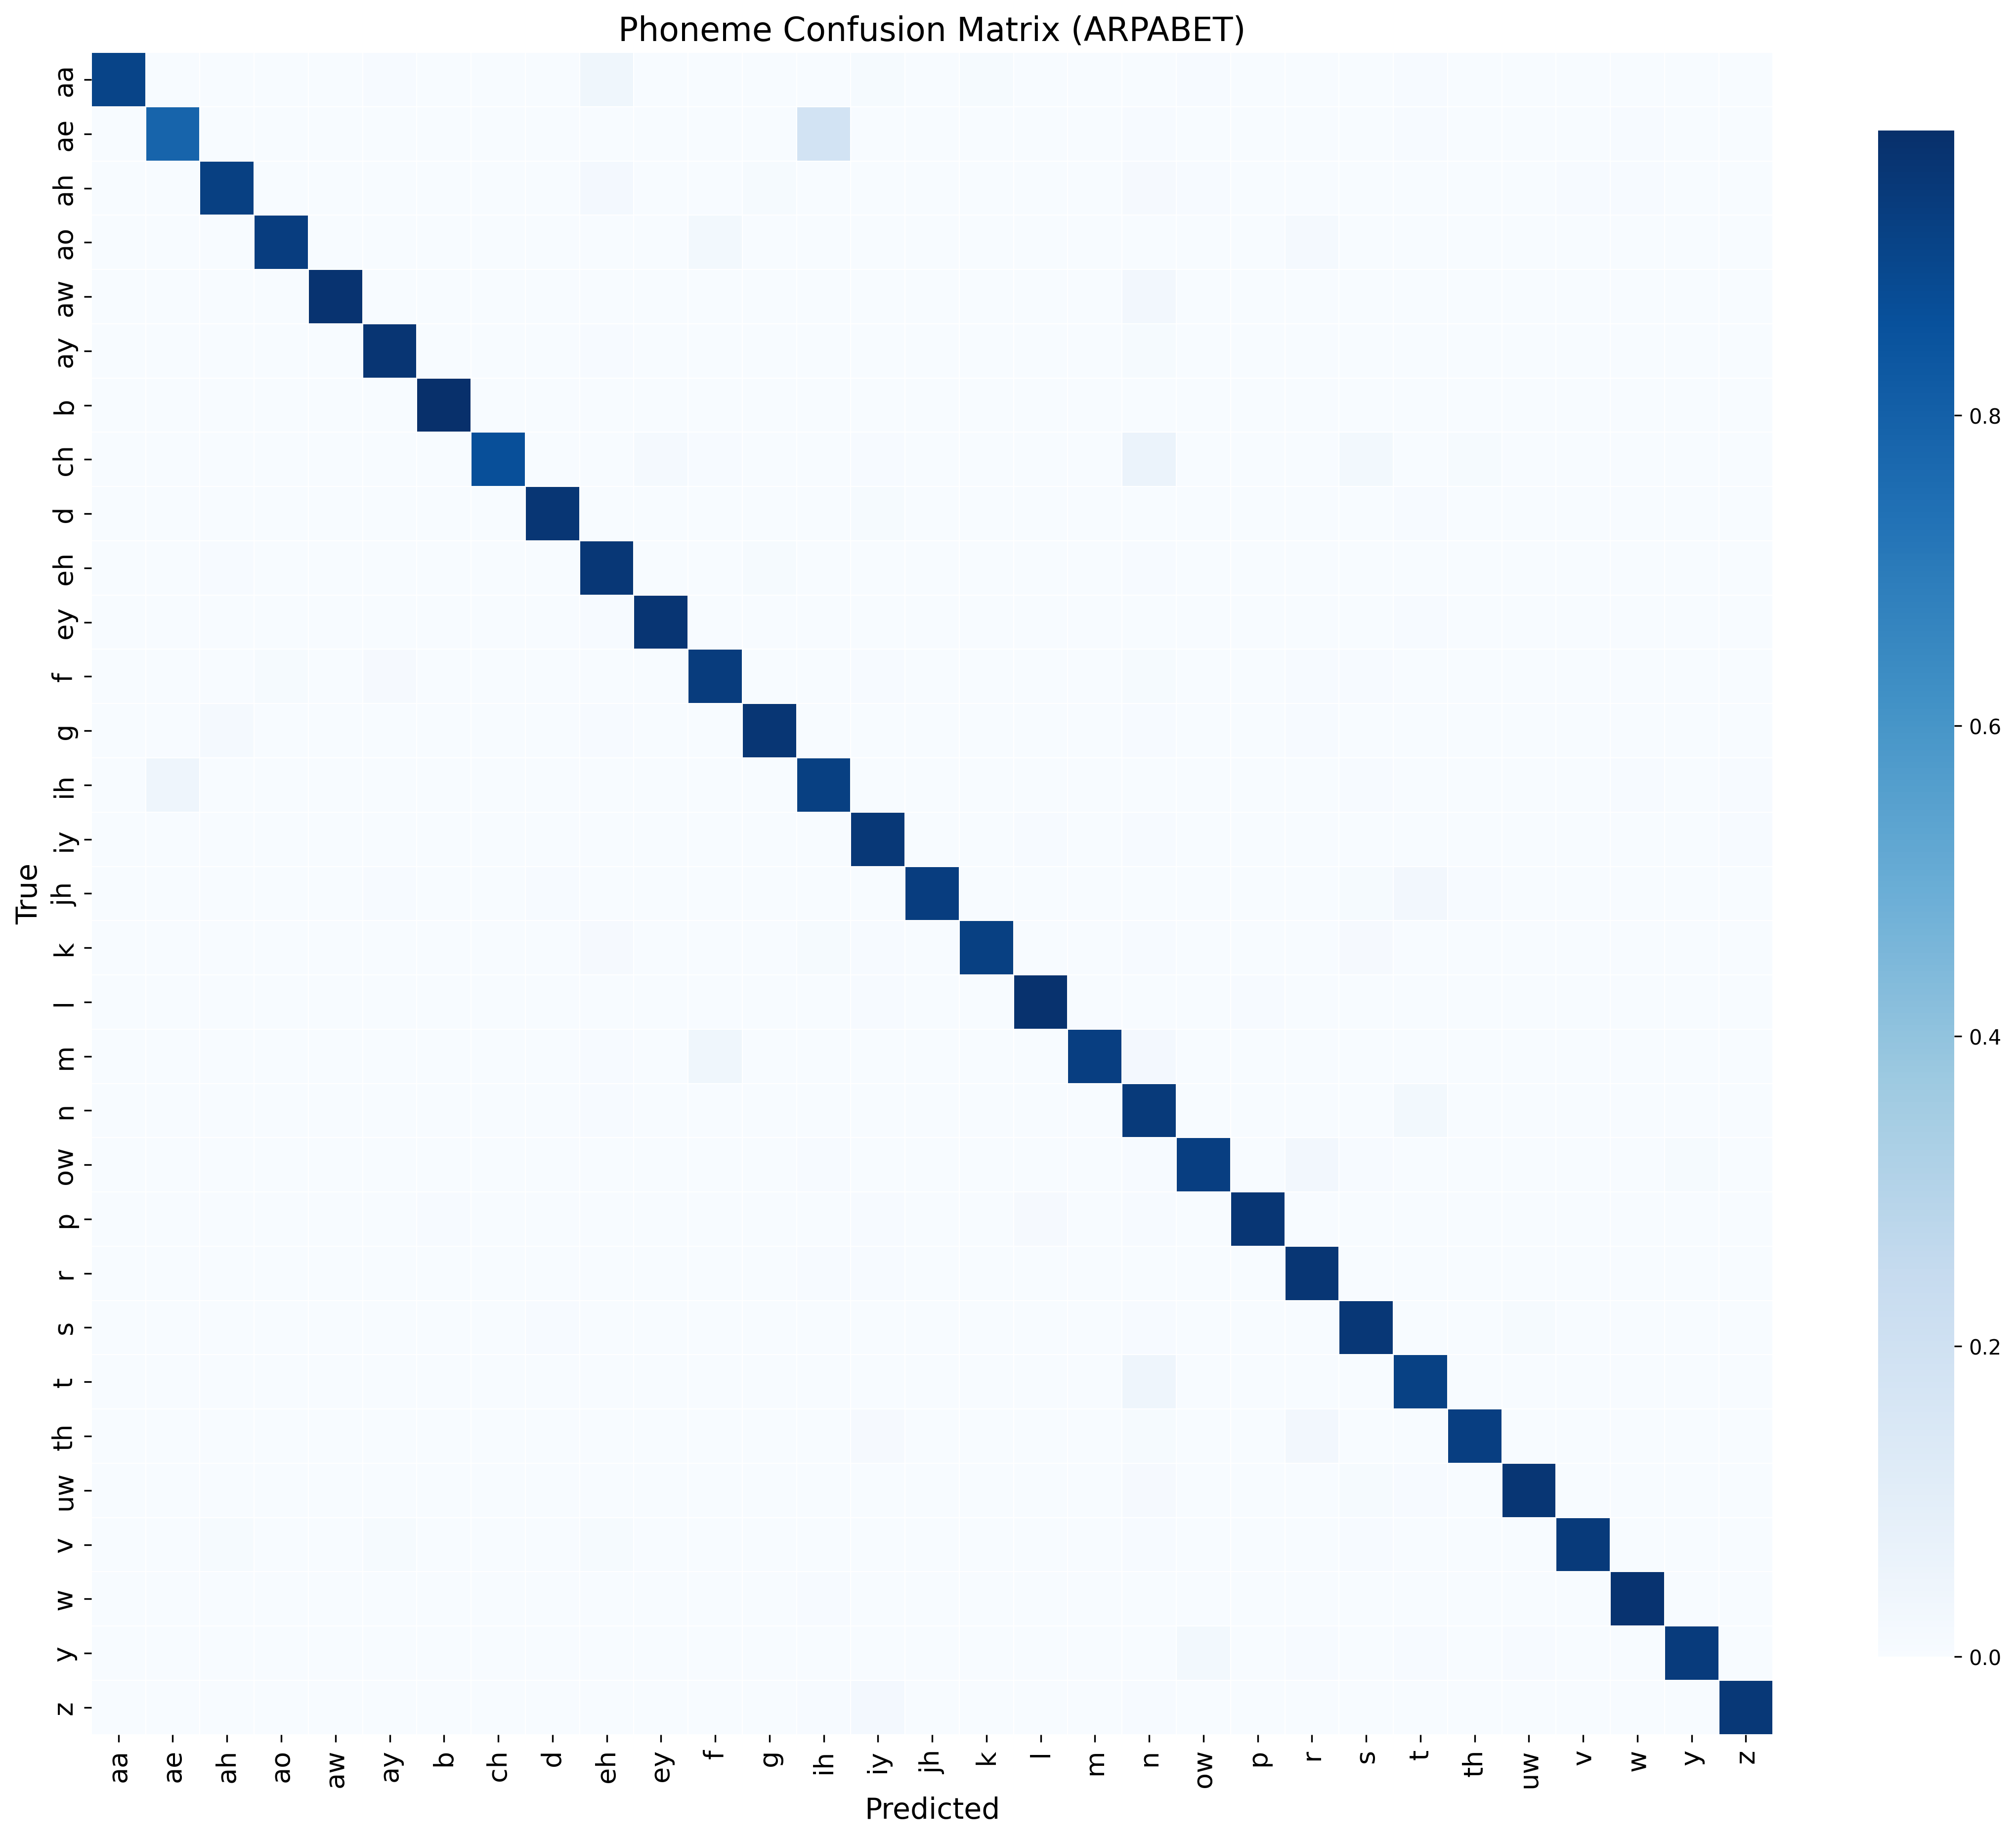 Phoneme Confusion Matrix (ARPABET)
True
aa
ae
ah
ao
aw
ay
b
ch
d
eh
ey
f
g
ih
iy
jh
k
l
m
n
ow
p
r
s
t
th
uw
v
w
y
z
aa ae ah ao aw ay b ch d eh ey f g ih iy jh k l m n ow p r s t th uw v w y z
Predicted
0.8
0.6
0.4
0.2
0.0